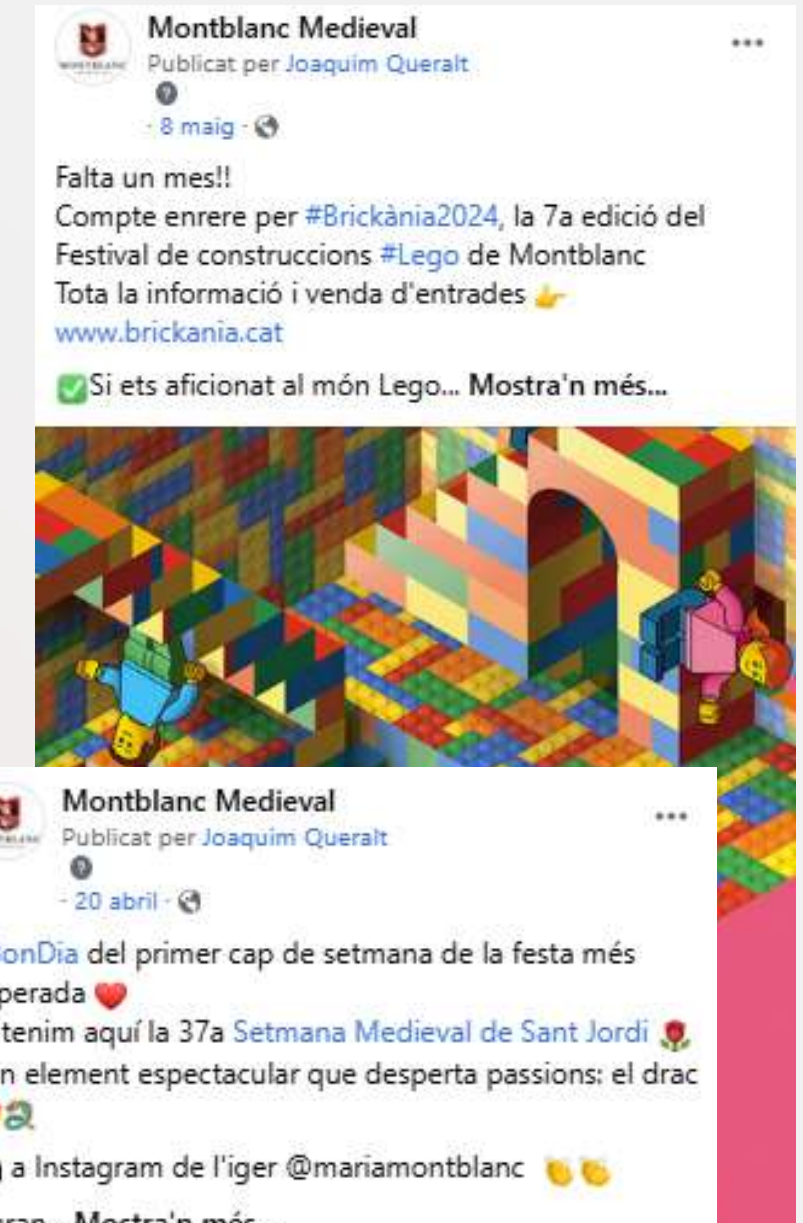 Montblanc Medieval
Publicat per Joaquim Queralt
· 8 maig ·
Falta un mes!!
Compte enrere per #Brickània2024, la 7a edició del
Festival de construccions #Lego de Montblanc
Tota la informació i venda d'entrades 👉
www.brickania.cat
✅Si ets aficionat al món Lego... Mostra'n més...
Montblanc Medieval
Publicat per Joaquim Queralt
· 20 abril ·
onDia del primer cap de setmana de la festa més
perada ❤️
tenim aquí la 37a Setmana Medieval de Sant Jordi 🌹
n element espectacular que desperta passions: el drac
a Instagram de l'iger @mariamontblanc 👏👏
Mostra'n més...